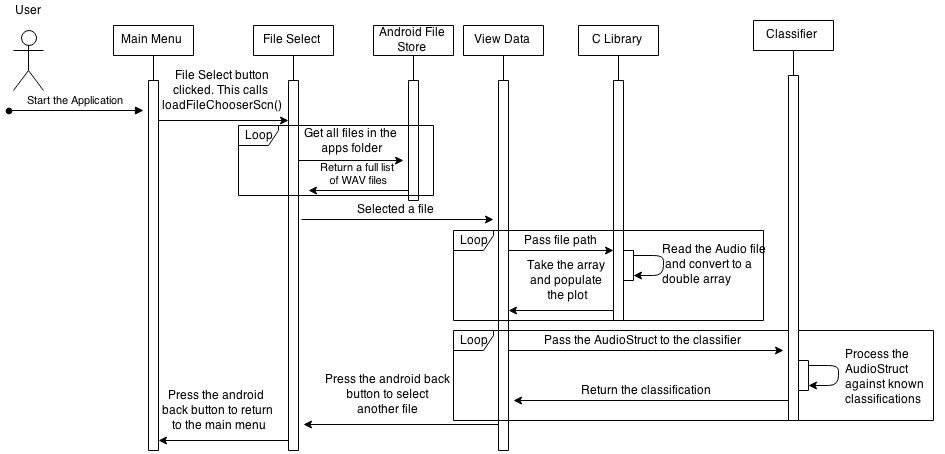 User
Main Menu
File Select
Android File
Store
View Data
C Library
Classifier
File Select button
clicked. This calls
loadFileChooserScn()
Start the Application
Loop
Get all files in the
apps folder
Return a full list
of WAV files
Selected a file
Loop
Pass file path
Read the Audio file
and convert to a
double array
Take the array
and populate
the plot
Loop
Pass the AudioStruct to the classifier
Process the
AudioStruct
against known
classifications
Return the classification
Press the android back
button to select
another file
Press the android
back button to return
to the main menu